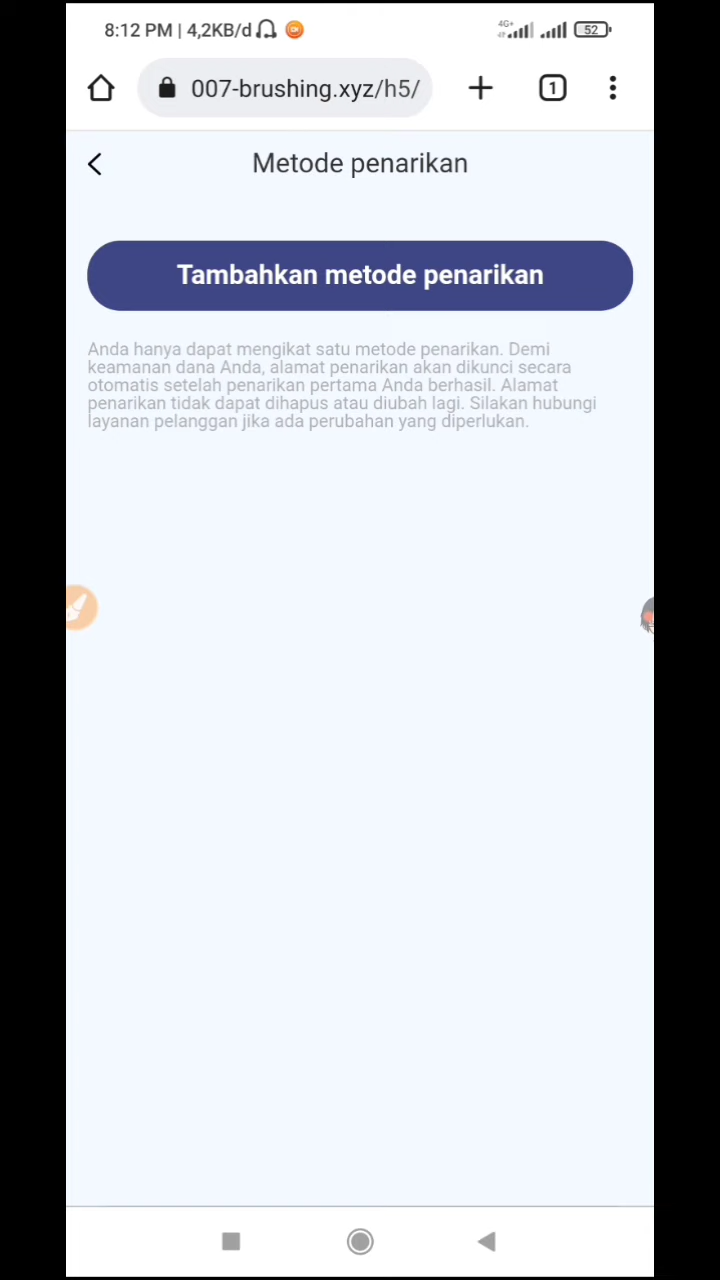 8:12 PM | 4,2KB/d
4G+
52
007-brushing.xyz/h5/
1
Metode penarikan
Tambahkan metode penarikan
Anda hanya dapat mengikat satu metode penarikan. Demi
keamanan dana Anda, alamat penarikan akan dikunci secara
otomatis setelah penarikan pertama Anda berhasil. Alamat
penarikan tidak dapat dihapus atau diubah lagi. Silakan hubungi
layanan pelanggan jika ada perubahan yang diperlukan.